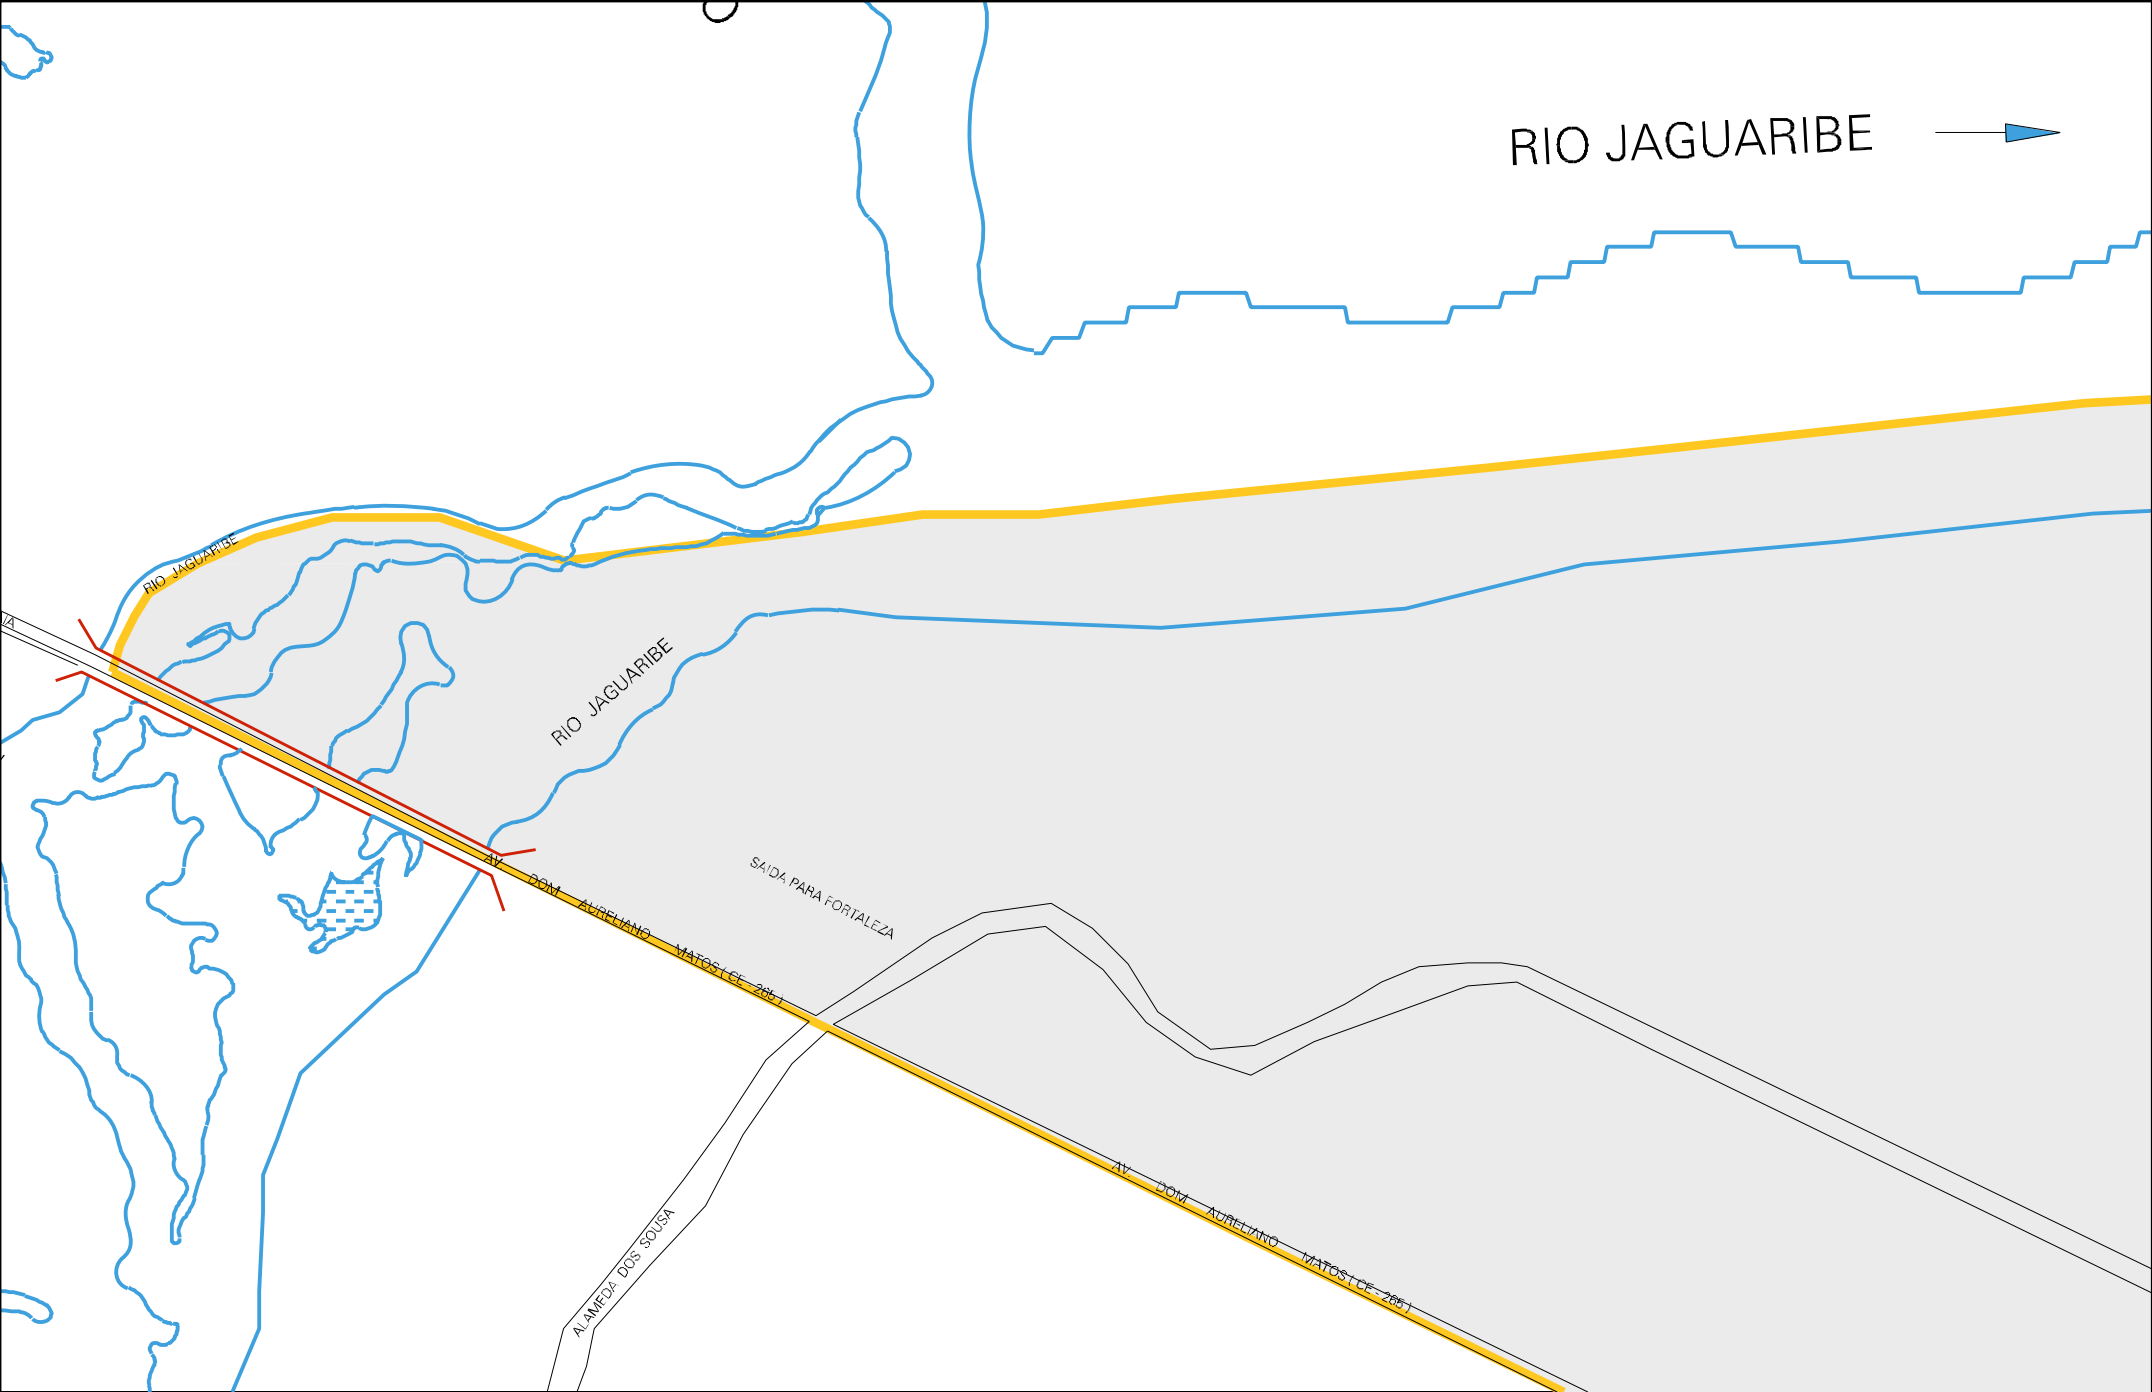 RIO JAGUARIBE
RIO JAGUARIBE
IA
RIO JAGUARIBE
SAIDA PARA FORTALEZA
AV. DOM AURELIANO MATOS ( CE - 265 )
AV. DOM AURELIANO MATOS ( CE - 265 )
ALAMEDA DOS SOUSA